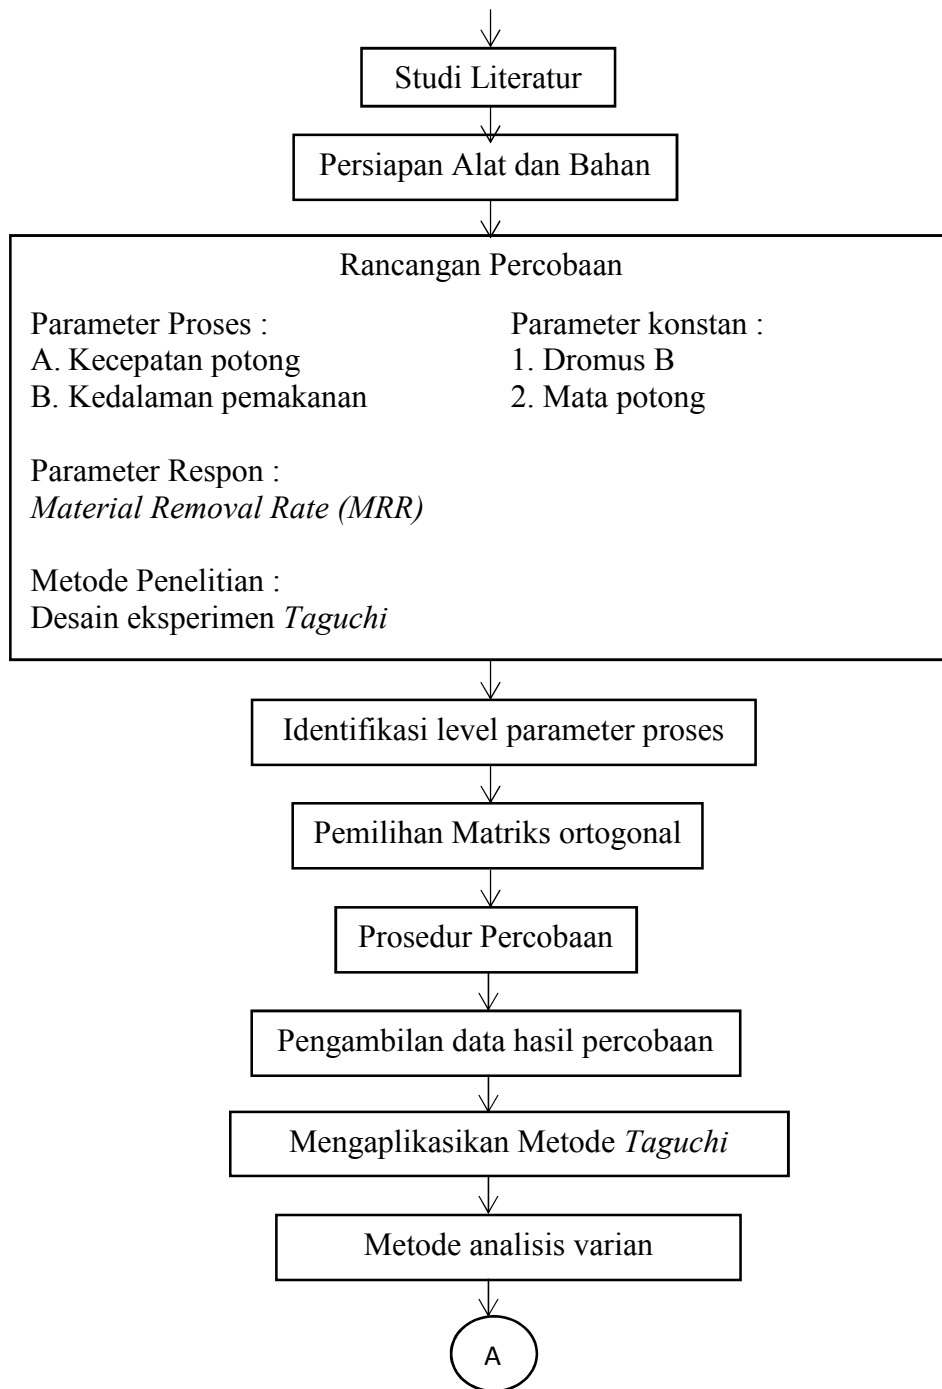 Studi Literatur
Persiapan Alat dan Bahan
Rancangan Percobaan
Parameter Proses :
A. Kecepatan potong
B. Kedalaman pemakanan
Parameter konstan :
1. Dromus B
2. Mata potong
Parameter Respon :
Material Removal Rate (MRR)
Metode Penelitian :
Desain eksperimen Taguchi
Identifikasi level parameter proses
Pemilihan Matriks ortogonal
Prosedur Percobaan
Pengambilan data hasil percobaan
Mengaplikasikan Metode Taguchi
Metode analisis varian
A